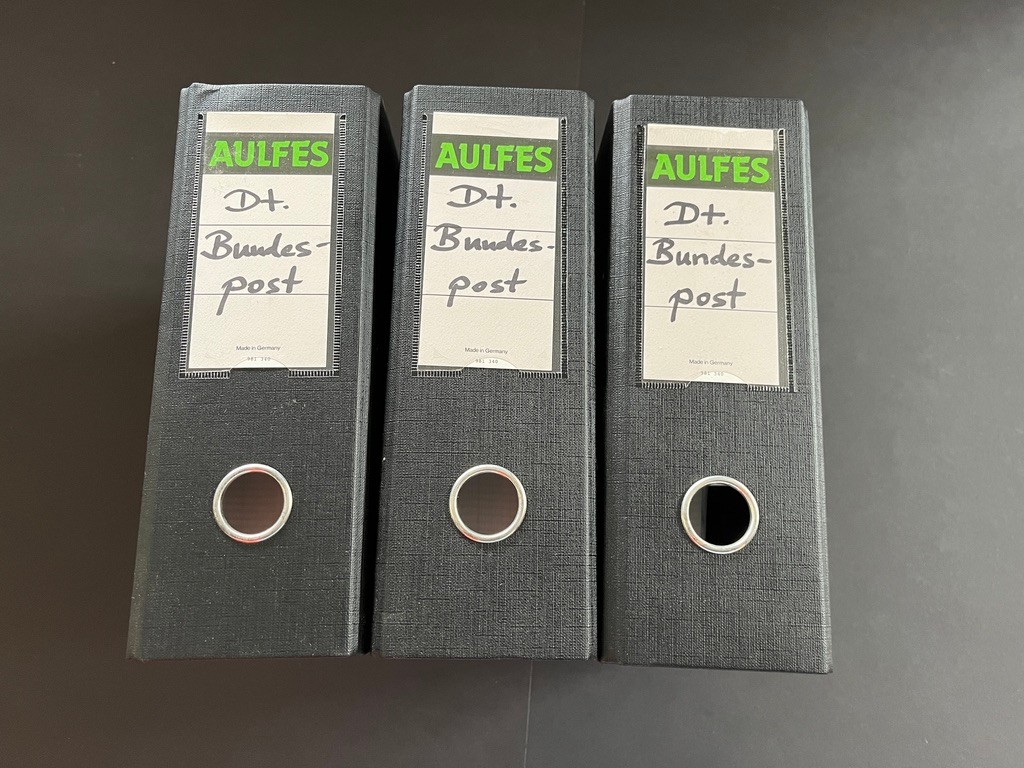 AULFES
Dt.
Bundes-
post
Made in Germany
AULFES
Dt.
Bundes-
post
Made in Germany
AULFES
Dt.
Bundes-
post
Made in Germany